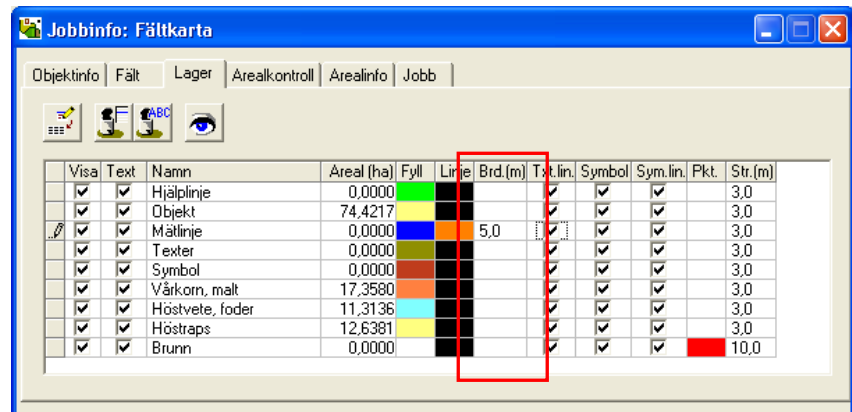 Jobbinfo: Fältkarta
Objektinfo Fält Lager Arealkontroll Arealinfo Jobb
F ABC
Visa Text Namn Areal (ha) Fyll Linje Brd.(m) Txt.lin. Symbol Sym.lin. Pkt. Str.(m)
Hjälplinje 0,0000 3,0
Objekt 74,4217 3,0
Mätlinje 0,0000 5,0 3,0
Texter 0,0000 3,0
Symbol 0,0000 3,0
Vårkorn, malt 17,3580 3,0
Höstvete, foder 11,3136 3,0
Höstraps 12,6381 3,0
Brunn 0,0000 10,0